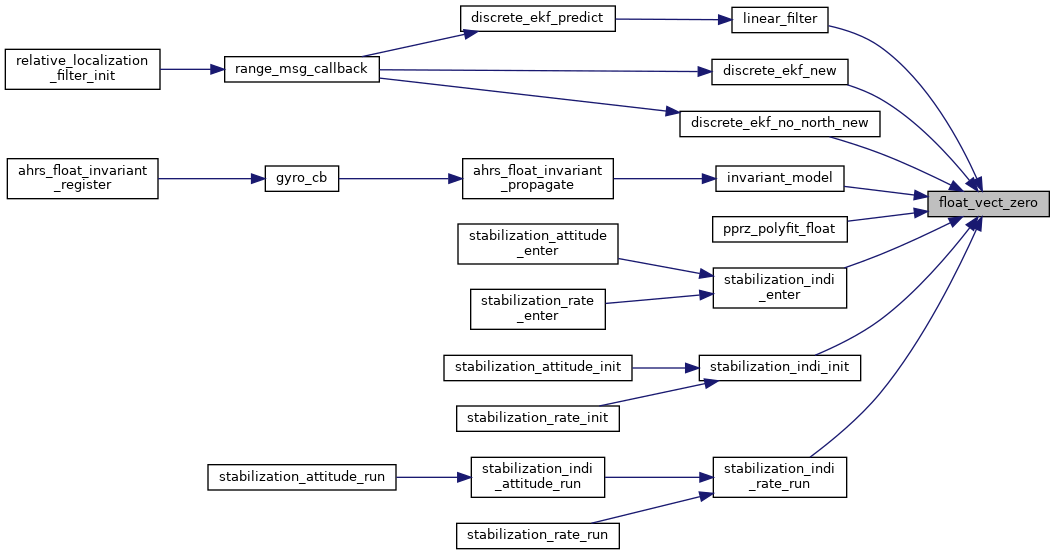 discrete_ekf_predict
linear_filter
relative_localization
_filter_init
range_msg_callback
discrete_ekf_new
discrete_ekf_no_north_new
ahrs_float_invariant
_register
gyro_cb
ahrs_float_invariant
_propagate
invariant_model
float_vect_zero
pprz_polyfit_float
stabilization_attitude
_enter
stabilization_indi
_enter
stabilization_rate
_enter
stabilization_attitude_init
stabilization_indi_init
stabilization_rate_init
stabilization_attitude_run
stabilization_indi
_attitude_run
stabilization_indi
_rate_run
stabilization_rate_run